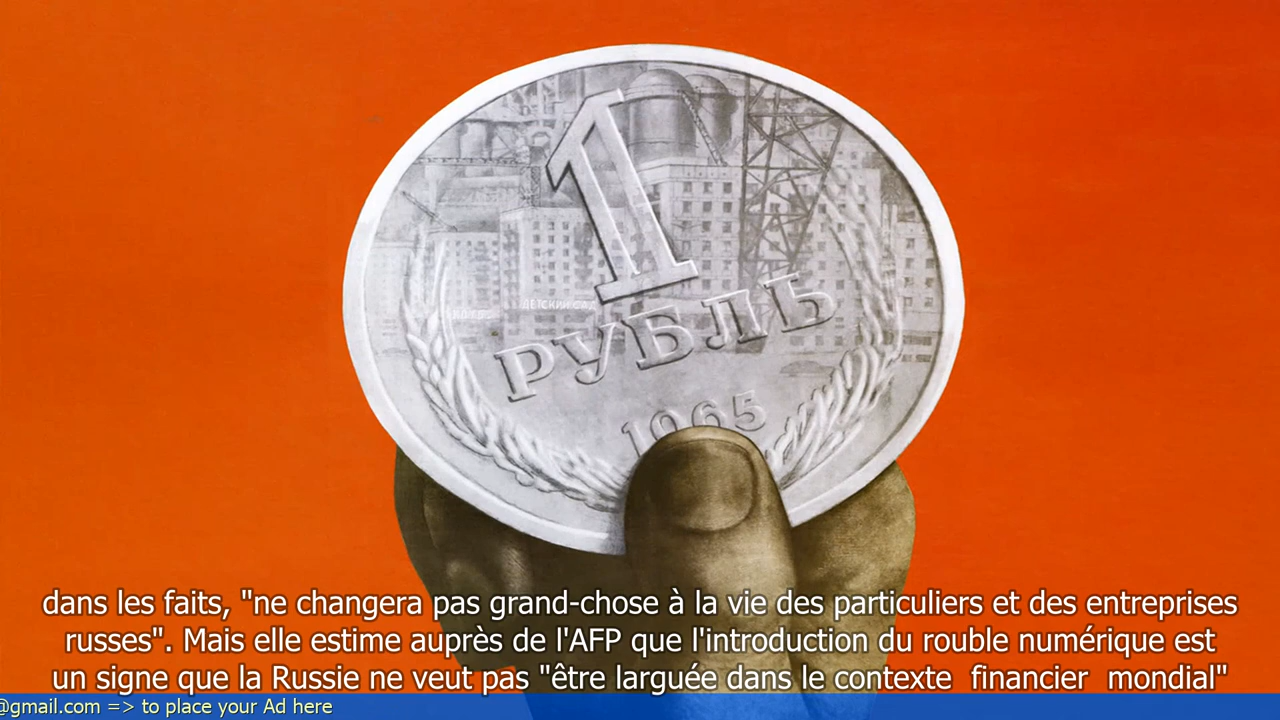 1
ДЕТСКИЙ САД
РУБЛЬ
1965
dans les faits, "ne changera pas grand-chose à la vie des particuliers et des entreprises
russes". Mais elle estime auprès de l'AFP que l'introduction du rouble numérique est
un signe que la Russie ne veut pas "être larguée dans le contexte financier mondial"
@gmail.com => to place your Ad here